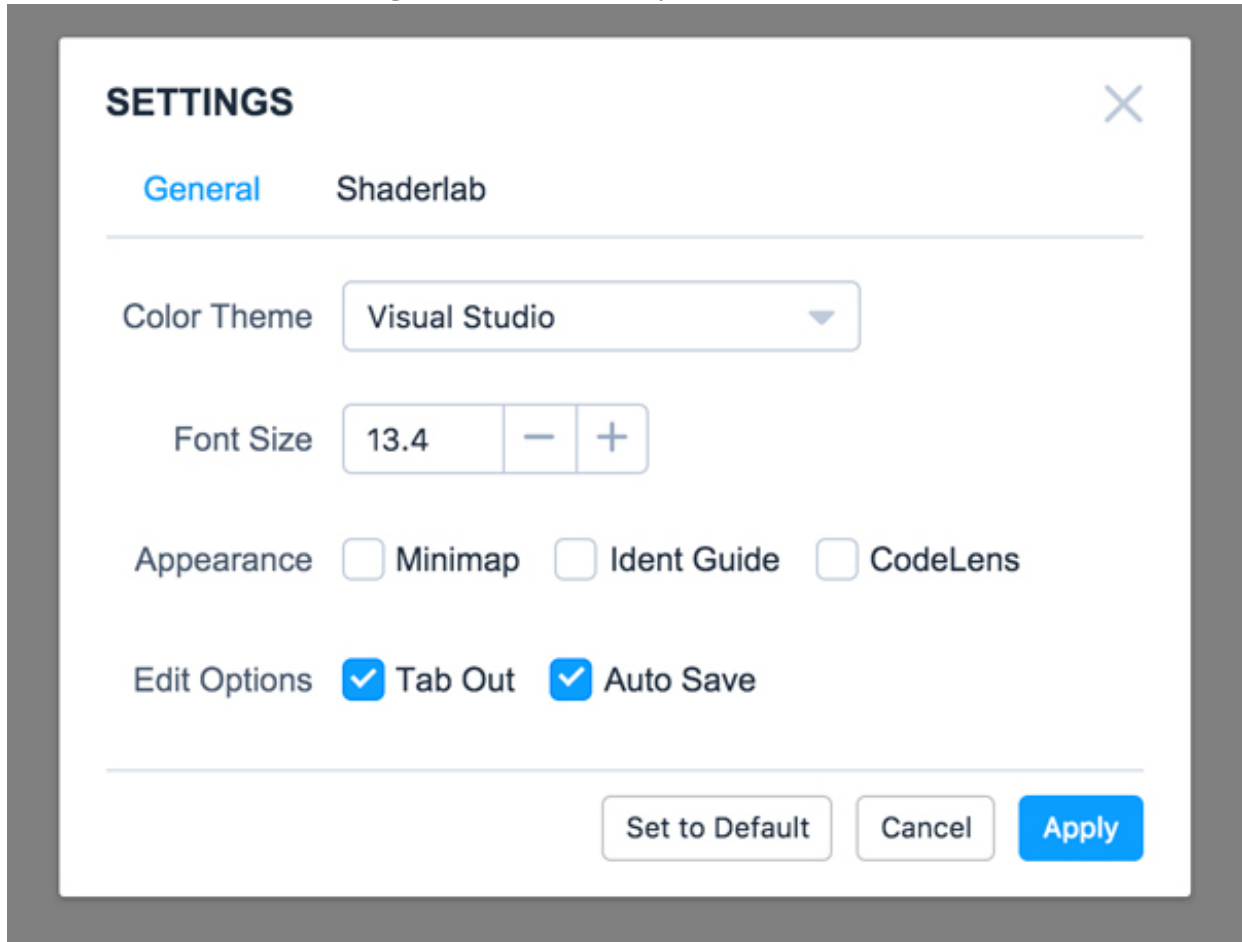 SETTINGS
General Shaderlab
Color Theme Visual Studio
Font Size 13.4 − +
Appearance Minimap Ident Guide CodeLens
Edit Options Tab Out Auto Save
Set to Default Cancel Apply